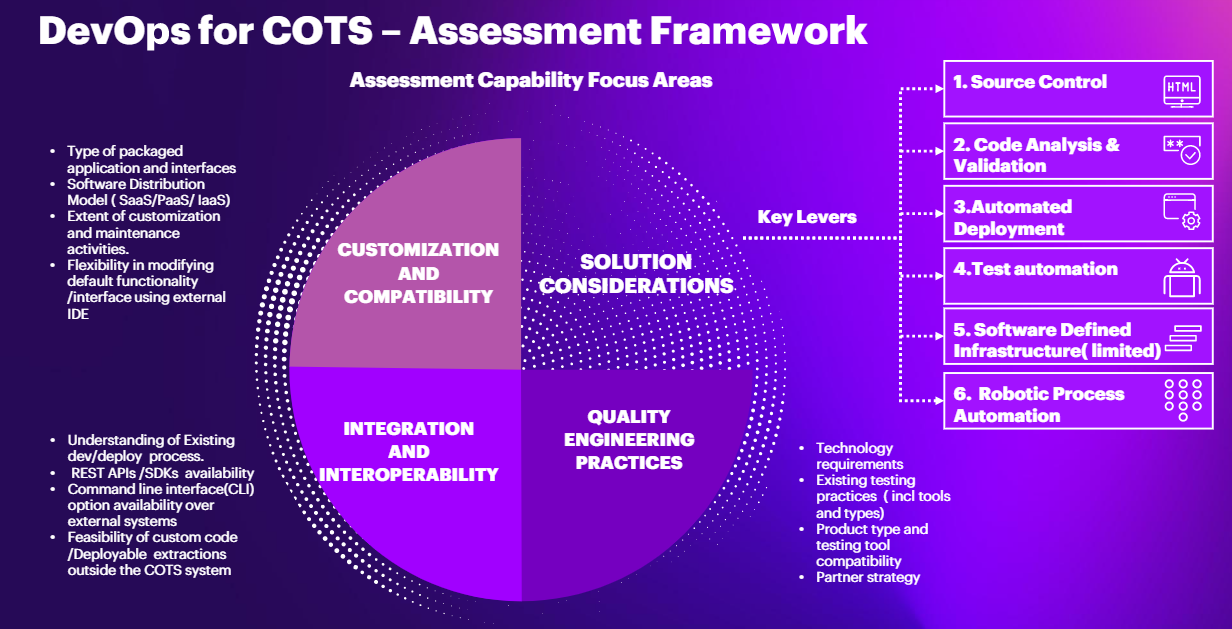 DevOps for COTS – Assessment Framework
Assessment Capability Focus Areas
• Type of packaged
application and interfaces
• Software Distribution
Model ( SaaS/PaaS/ IaaS)
• Extent of customization
and maintenance
activities.
• Flexibility in modifying
default functionality
/interface using external
IDE
CUSTOMIZATION
AND
COMPATIBILITY
SOLUTION
CONSIDERATIONS
Key Levers
1. Source Control
HTML
2. Code Analysis &
Validation
**
3.Automated
Deployment
4.Test automation
5. Software Defined
Infrastructure( limited)
6. Robotic Process
Automation
• Understanding of Existing
dev/deploy process.
• REST APIs /SDKs availability
• Command line interface(CLI)
option availability over
external systems
• Feasibility of custom code
/Deployable extractions
outside the COTS system
INTEGRATION
AND
INTEROPERABILITY
QUALITY
ENGINEERING
PRACTICES
• Technology
requirements
• Existing testing
practices ( incl tools
and types)
• Product type and
testing tool
compatibility
• Partner strategy